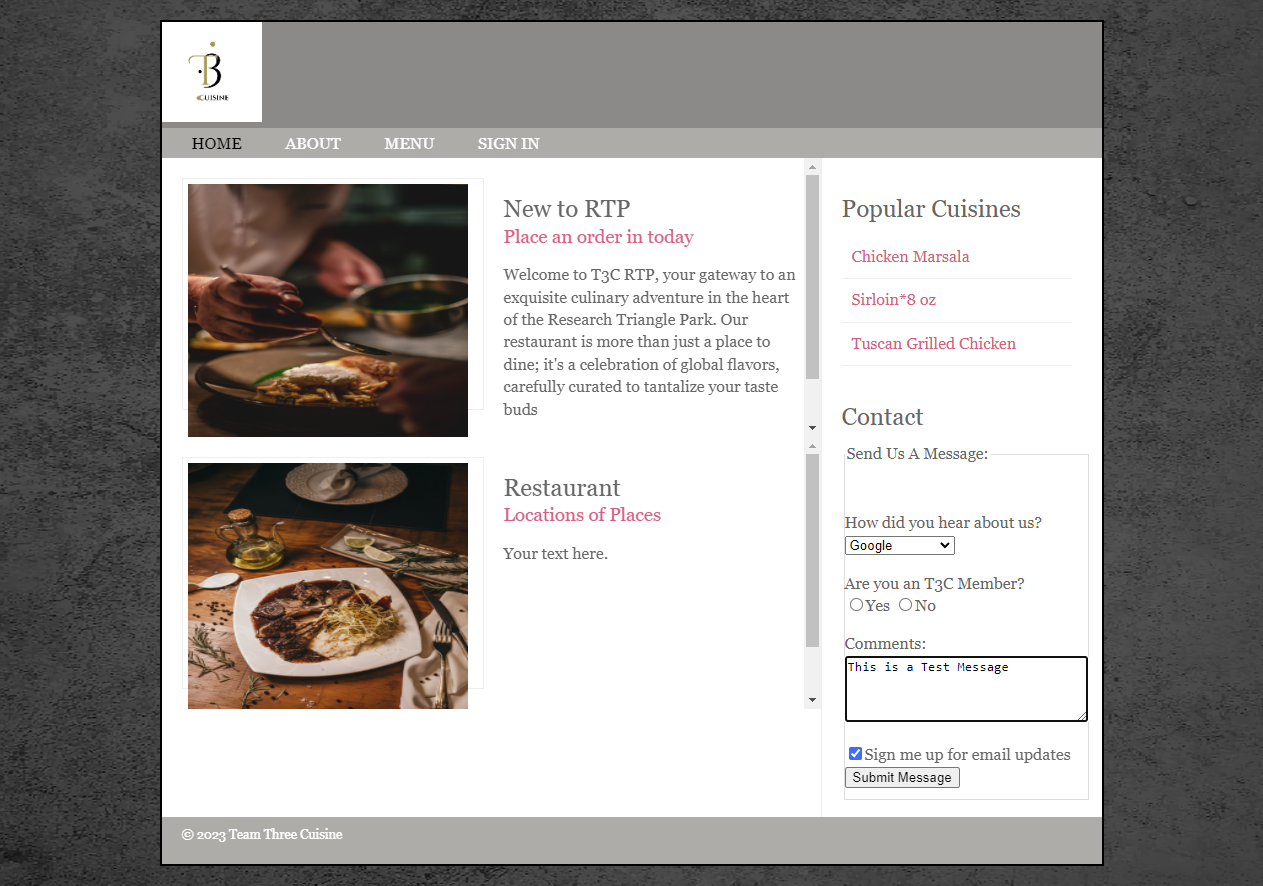 TB
CUISINE
HOME ABOUT MENU SIGN IN
New to RTP
Place an order in today
Welcome to T3C RTP, your gateway to an
exquisite culinary adventure in the heart
of the Research Triangle Park. Our
restaurant is more than just a place to
dine; it's a celebration of global flavors,
carefully curated to tantalize your taste
buds
Restaurant
Locations of Places
Your text here.
Popular Cuisines
Chicken Marsala
Sirloin*8 oz
Tuscan Grilled Chicken
Contact
Send Us A Message:
How did you hear about us?
Google
Are you an T3C Member?
Yes No
Comments:
This is a Test Message
Sign me up for email updates
Submit Message
© 2023 Team Three Cuisine